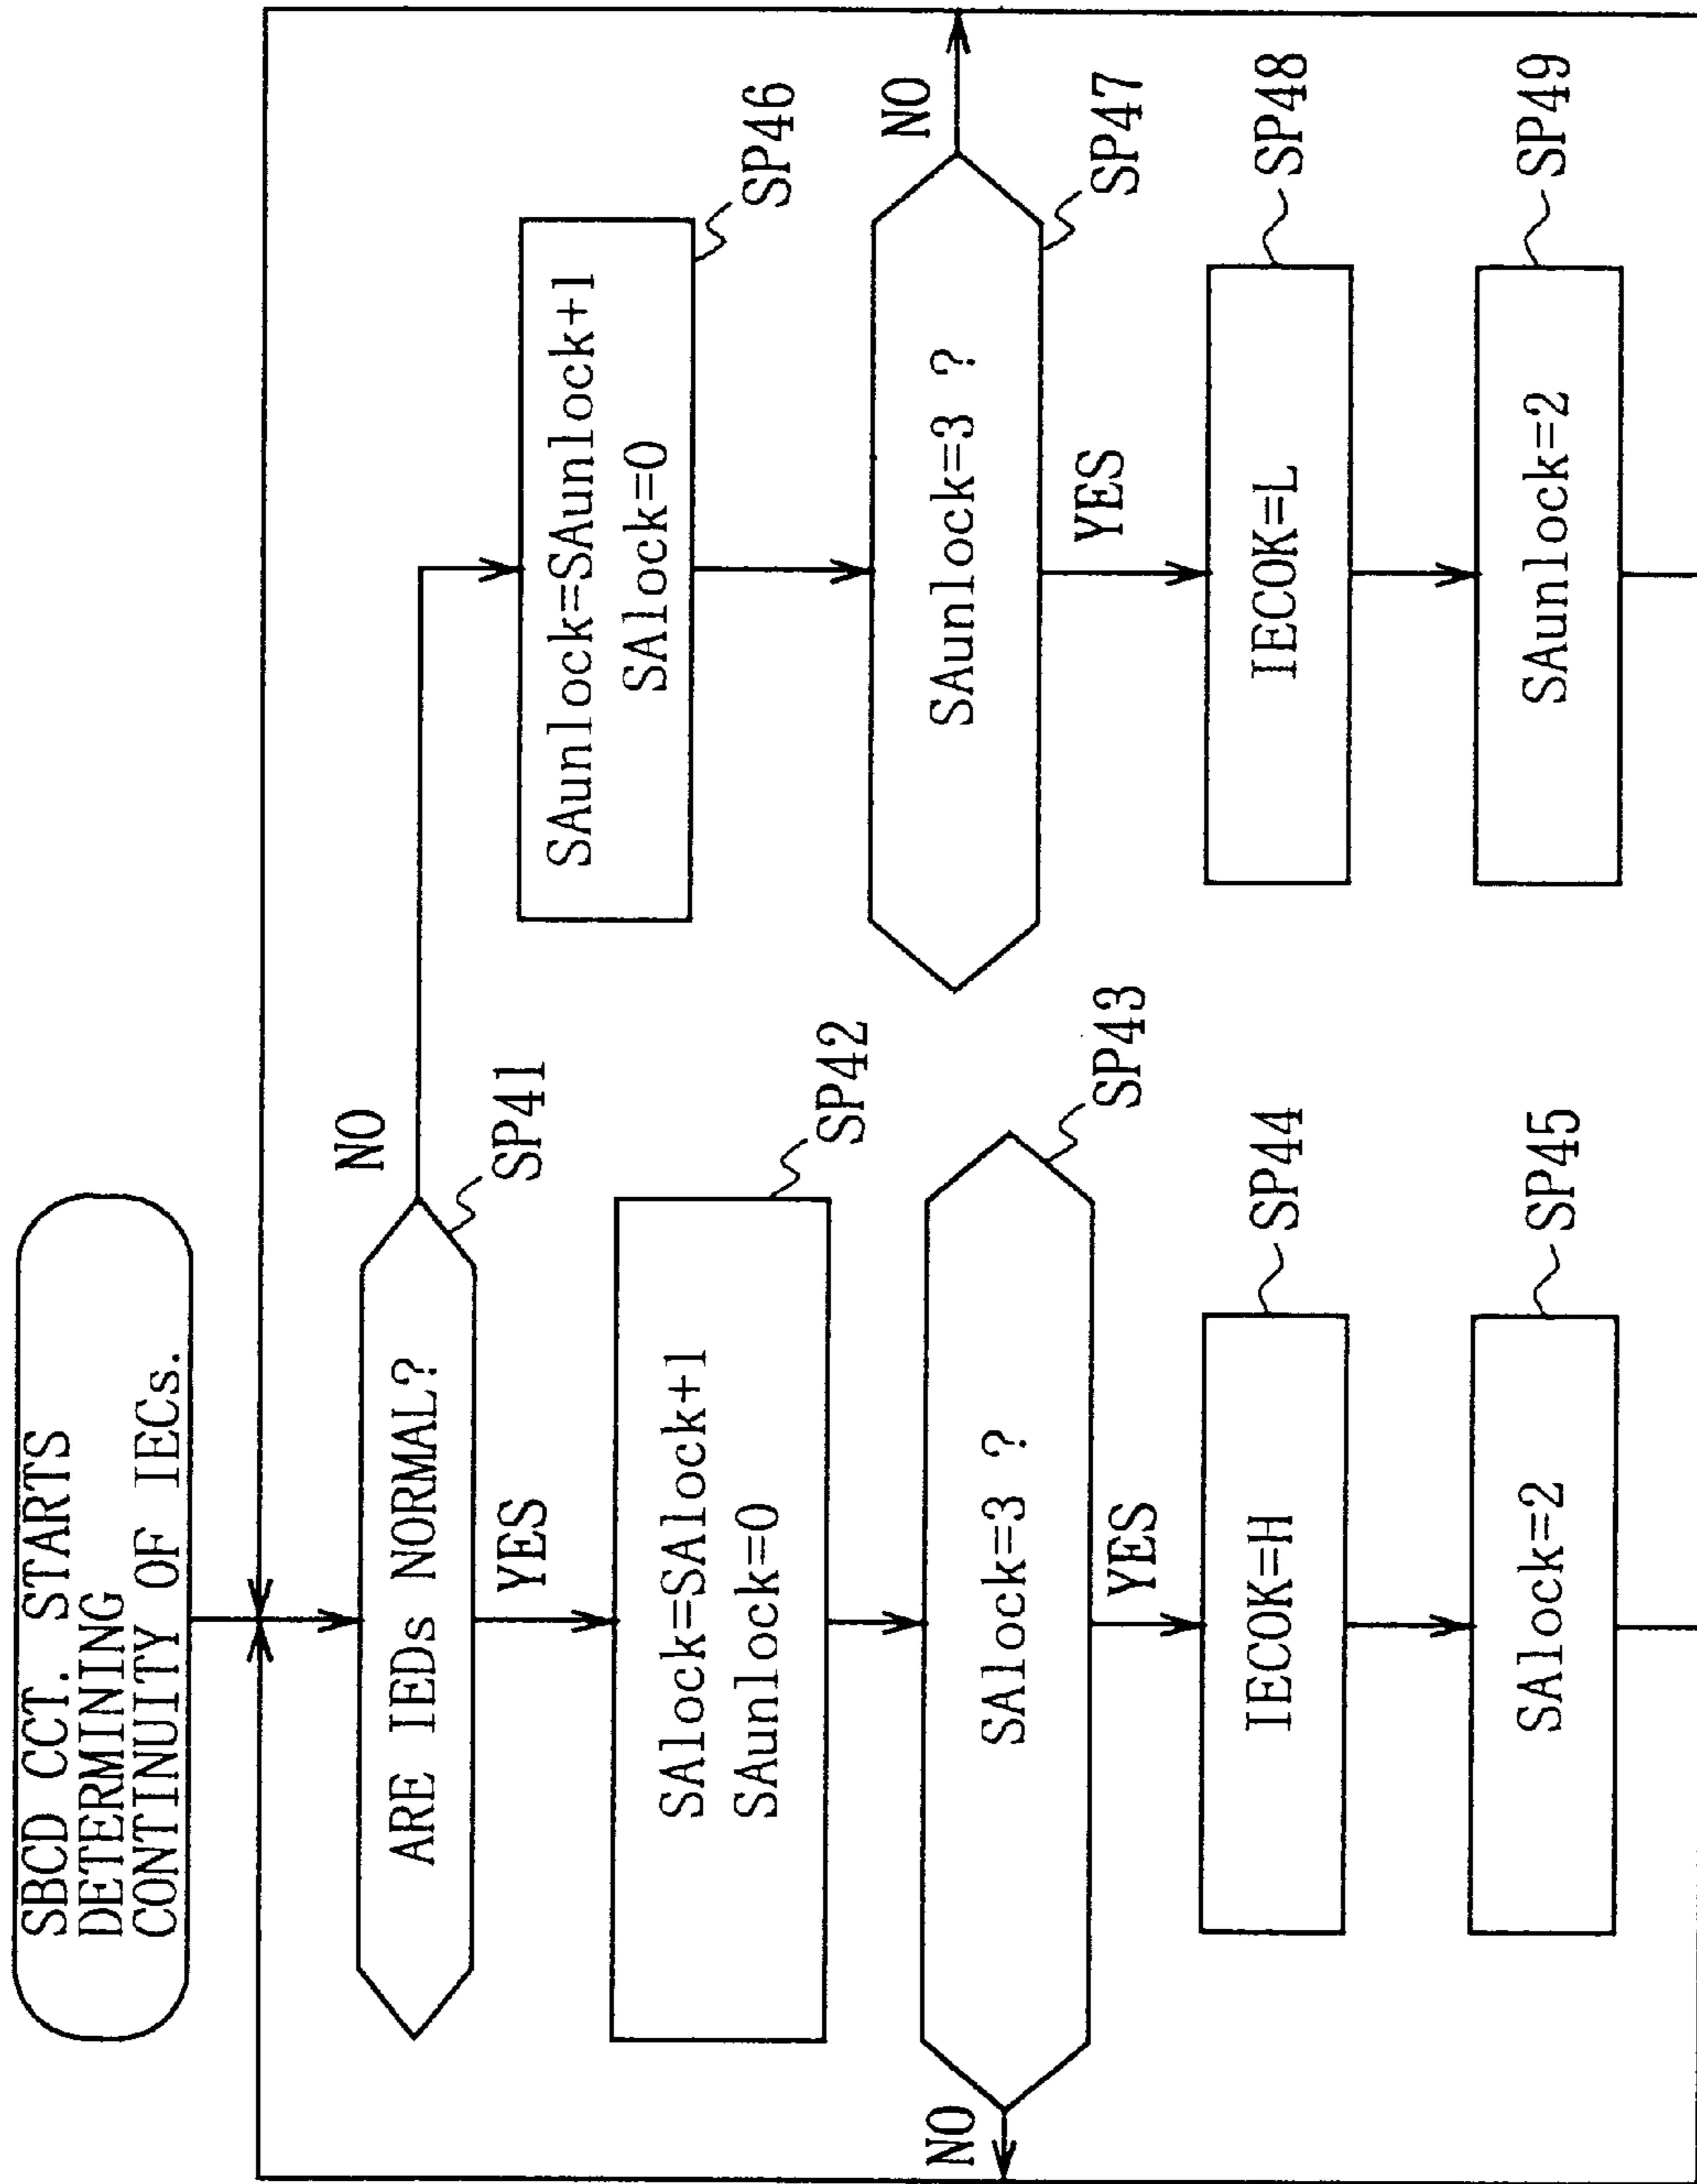 SBCD CCT. STARTS
DETERMINING
CONTINUITY OF IECs.
ARE IEDs NORMAL?
SP41
NO
YES
SAlock=SAlock+1
SAunlock=0
SP42
SAlock=3 ?
SP43
NO
YES
IECOK=H
SP44
SAlock=2
SP45
SAunlock=SAunlock+1
SAlock=0
SP46
SAunlock=3 ?
SP47
NO
YES
IECOK=L
SP48
SAunlock=2
SP49